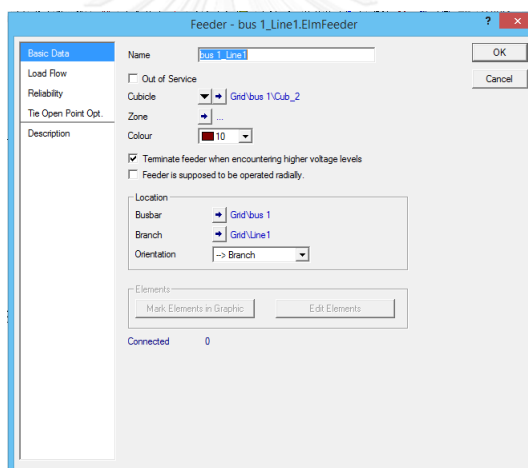 Feeder - bus 1_Line1.ElmFeeder
?
×
Basic Data
Load Flow
Reliability
Tie Open Point Opt.
Description
Name bus 1_Line1
Out of Service
Cubicle Grid\bus 1\Cub_2
Zone ...
Colour 10
Terminate feeder when encountering higher voltage levels
Feeder is supposed to be operated radially.
Location
Busbar Grid\bus 1
Branch Grid\Line1
Orientation --> Branch
Elements
Mark Elements in Graphic Edit Elements
Connected 0
OK
Cancel